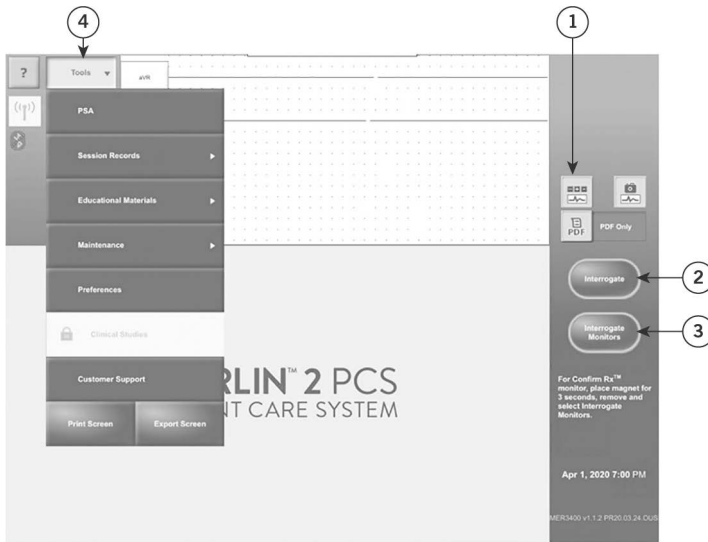 4
1
?
Tools
aVR
PSA
Session Records
Educational Materials
Maintenance
Preferences
Clinical Studies
Customer Support
Print Screen
Export Screen
RLIN™ 2 PCS
NT CARE SYSTEM
PDF
PDF Only
Interrogate
2
Interrogate
Monitors
3
For Confirm Rx™
monitor, place magnet for
3 seconds, remove and
select Interrogate
Monitors.
Apr 1, 2020 7:00 PM
MER3400 v1.1.2 PR20.03.24.OUS